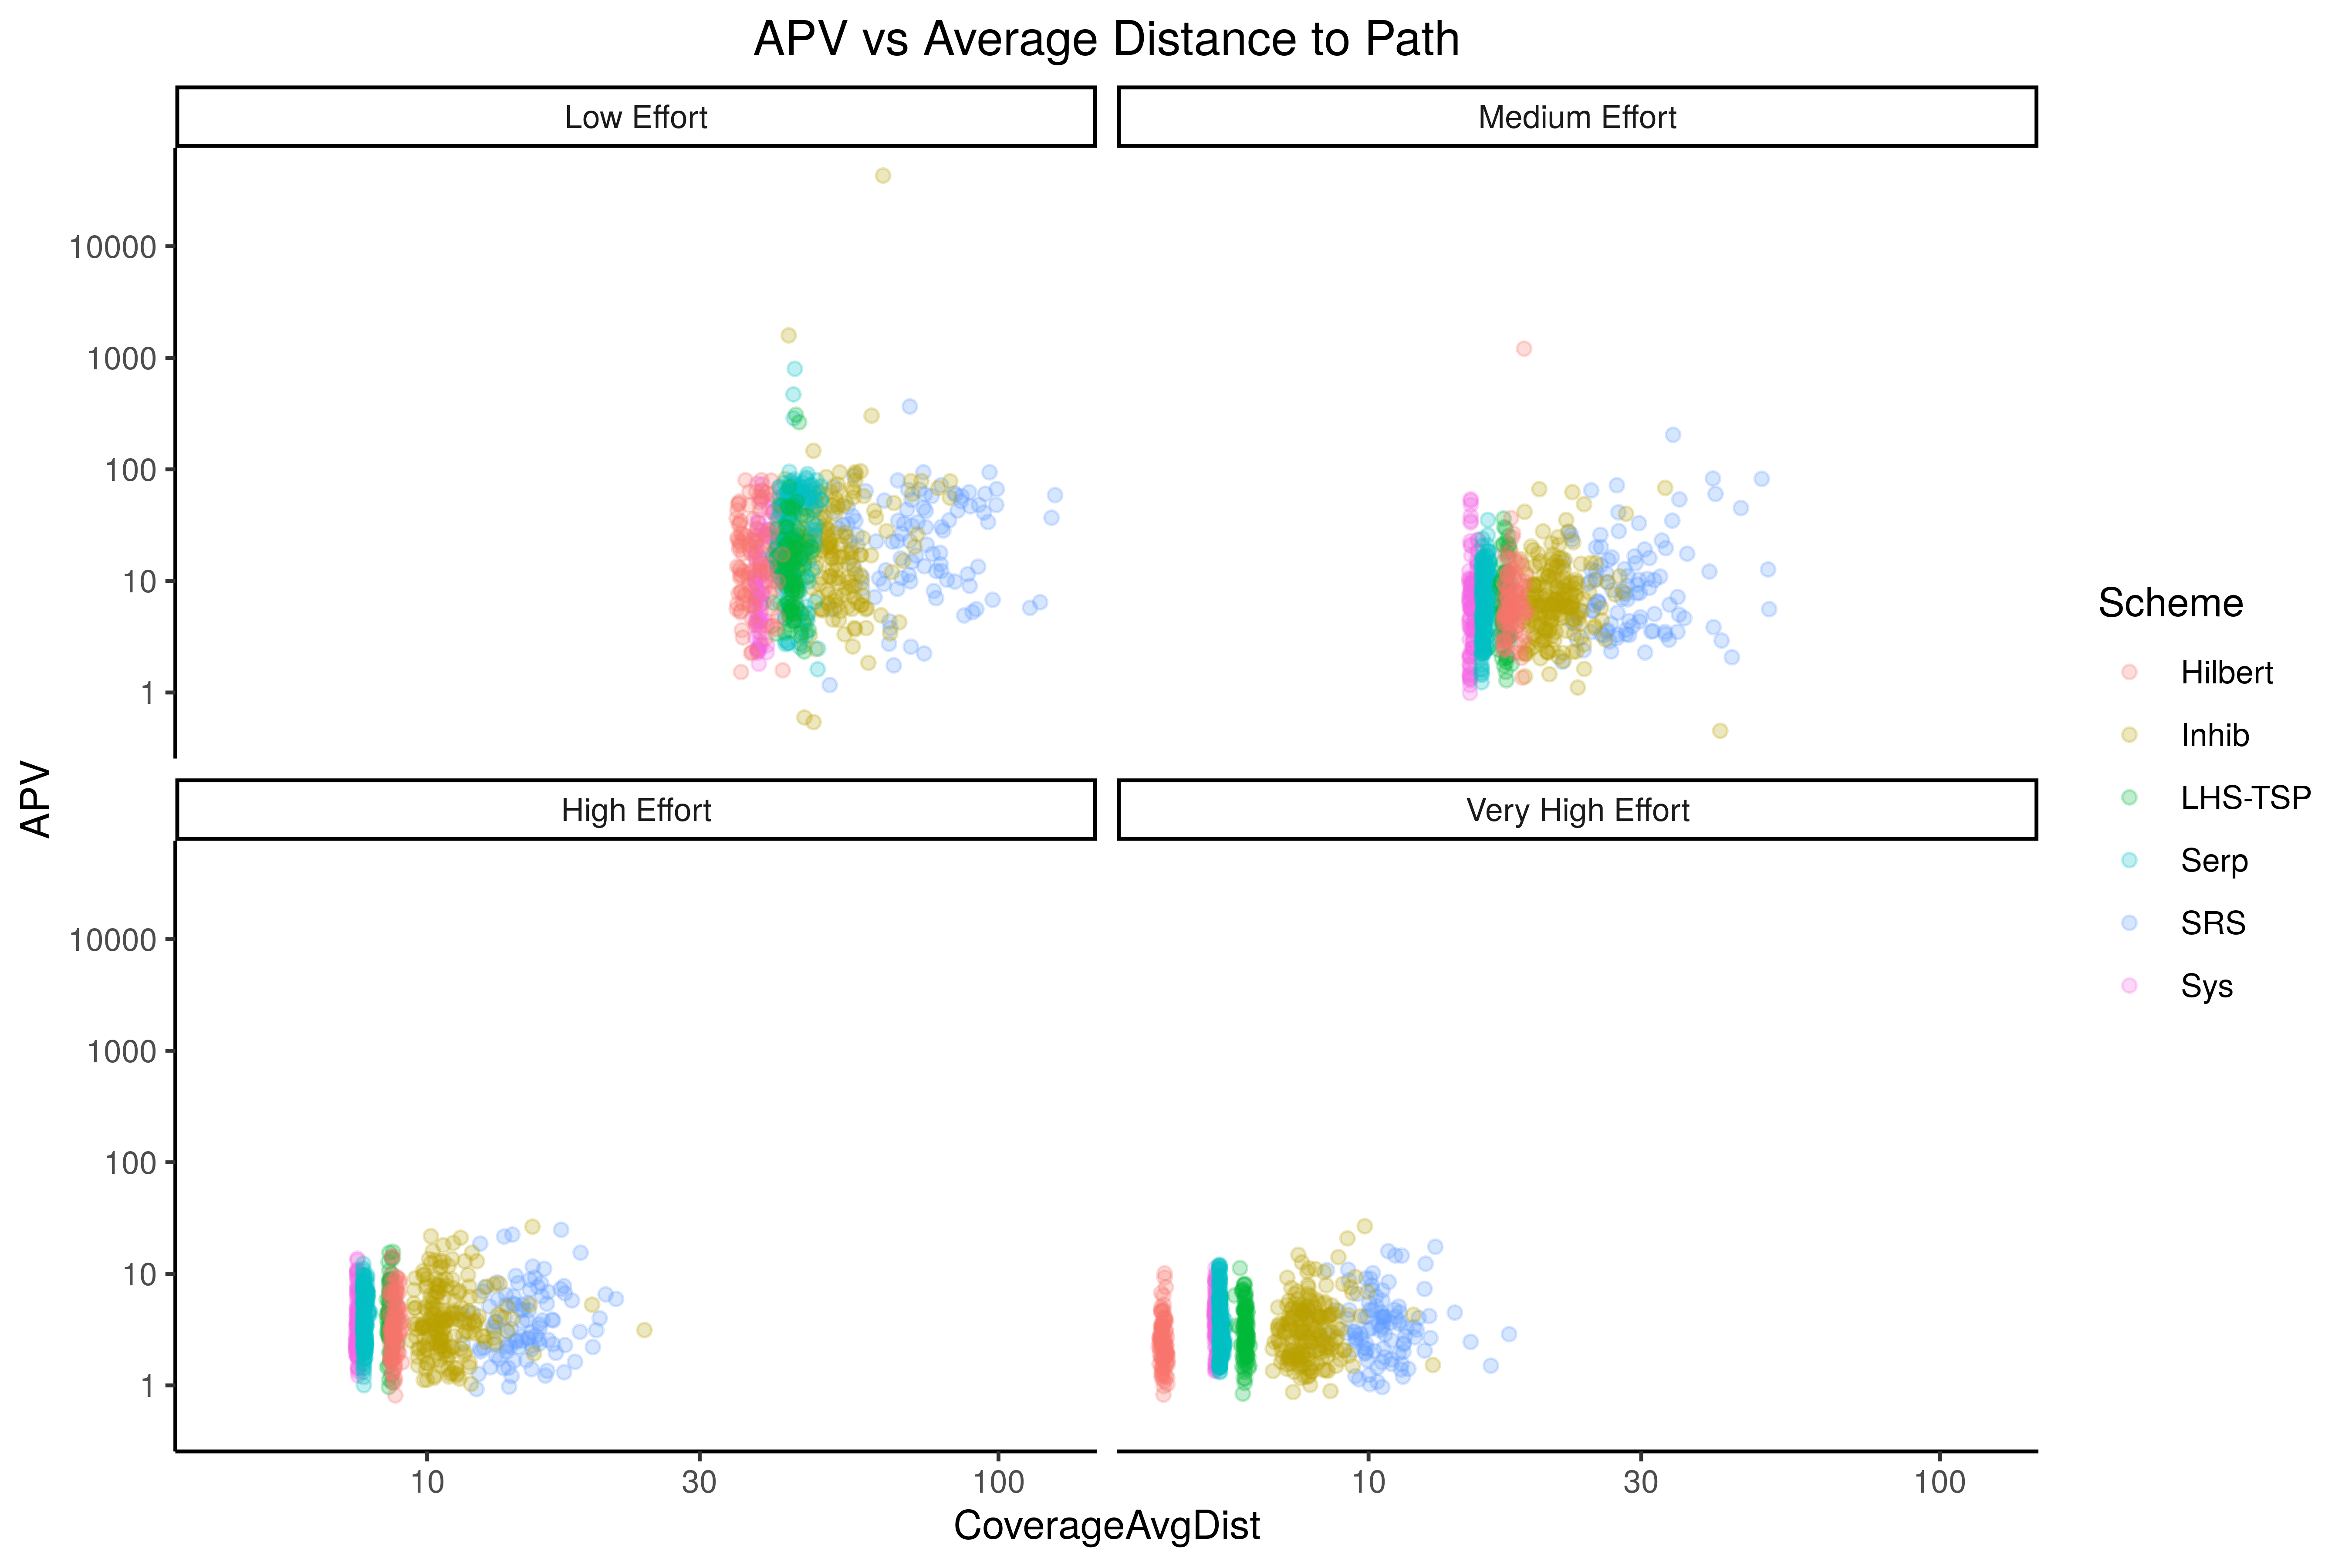 APV vs Average Distance to Path
Low Effort
Medium Effort
10000
1000
100
10
1
APV
High Effort
Very High Effort
10000
1000
100
10
1
10
30
100
10
30
100
CoverageAvgDist
Scheme
Hilbert
Inhib
LHS-TSP
Serp
SRS
Sys